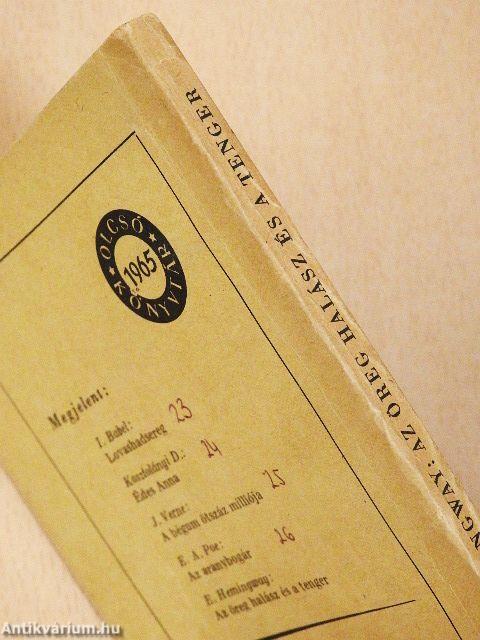 NGWAY: AZ ÖREG HALÁSZ ÉS A TENGER
OLCSÓ
1965
KÖNYVTÁR
Megjelent:
I. Babel: 23
Lovashadsereg
Kosztolányi D.: 24
Édes Anna
J. Verne: 25
A bégum ötszáz milliója
E. A. Poe: 26
Az aranybogár
E. Hemingway:
Az öreg halász és a tenger
Antikvárium.hu